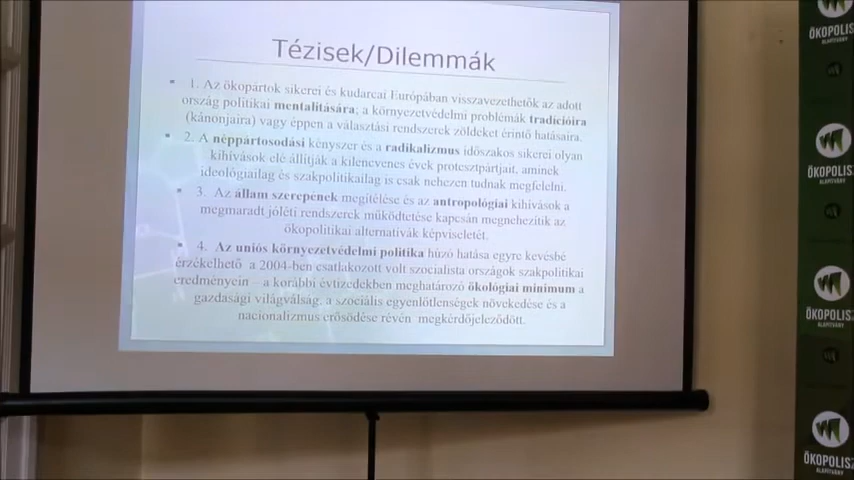 Tézisek/Dilemmák
1. Az ökopártok sikerei és kudarcai Európában visszavezethetők az adott
ország politikai mentalitására; a környezetvédelmi problémák tradícióira
(kánonjaira) vagy éppen a választási rendszerek zöldeket érintő hatásaira.
2. A néppártosodási kényszer és a radikalizmus időszakos sikerei olyan
kihívások elé állítják a kilencvenes évek protesztpártjait, aminek
ideológiailag és szakpolitikailag is csak nehezen tudnak megfelelni.
3. Az állam szerepének megítélése és az antropológiai kihívások a
megmaradt jóléti rendszerek működtetése kapcsán megnehezítik az
ökopolitikai alternatívák képviseletét.
4. Az uniós környezetvédelmi politika húzó hatása egyre kevésbé
érzékelhető a 2004-ben csatlakozott volt szocialista országok szakpolitikai
eredményein – a korábbi évtizedekben meghatározó ökológiai minimum a
gazdasági világválság, a szociális egyenlőtlenségek növekedése és a
nacionalizmus erősödése révén megkérdőjeleződött.
ÖKOPOLIS
ALAPÍTVÁNY
ÖKOPOLIS
ALAPÍTVÁNY
ÖKOPOLISZ
ALAPÍTVÁNY
ÖKOPOLISZ
ALAPÍTVÁNY